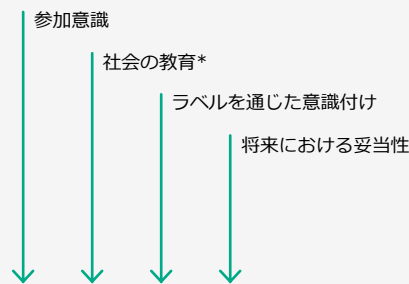 参加意識
社会の教育*
ラベルを通じた意識付け
将来における妥当性